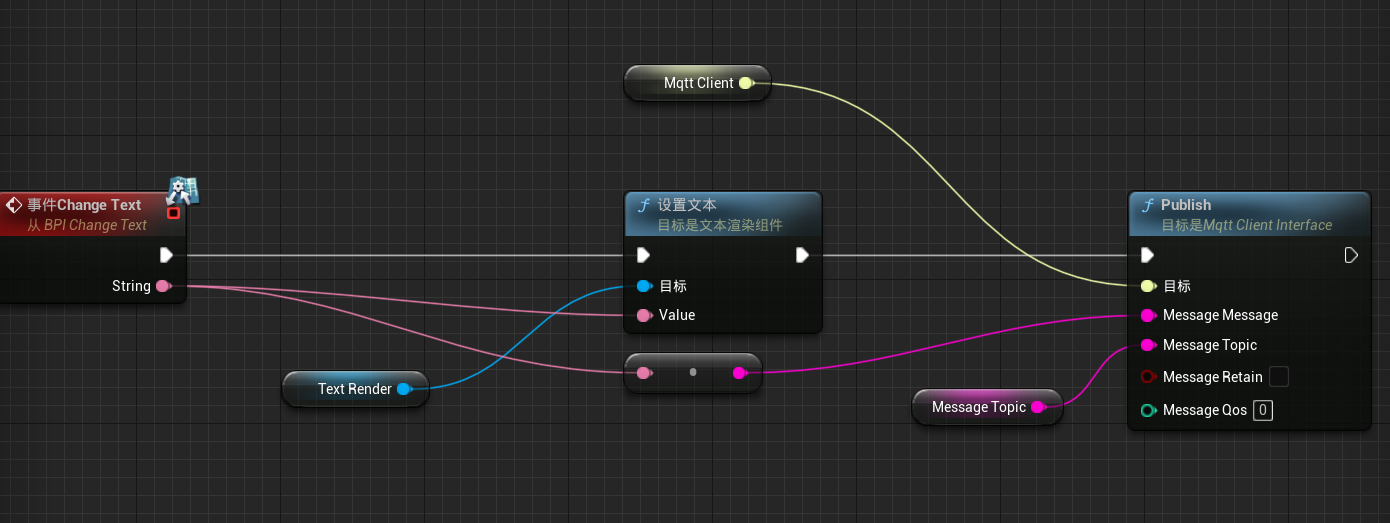 Mqtt Client
事件Change Text
从 BPI Change Text
String
设置文本
目标是文本渲染组件
目标
Value
Text Render
Message Topic
Publish
目标是Mqtt Client Interface
目标
Message Message
Message Topic
Message Retain
Message Qos 0